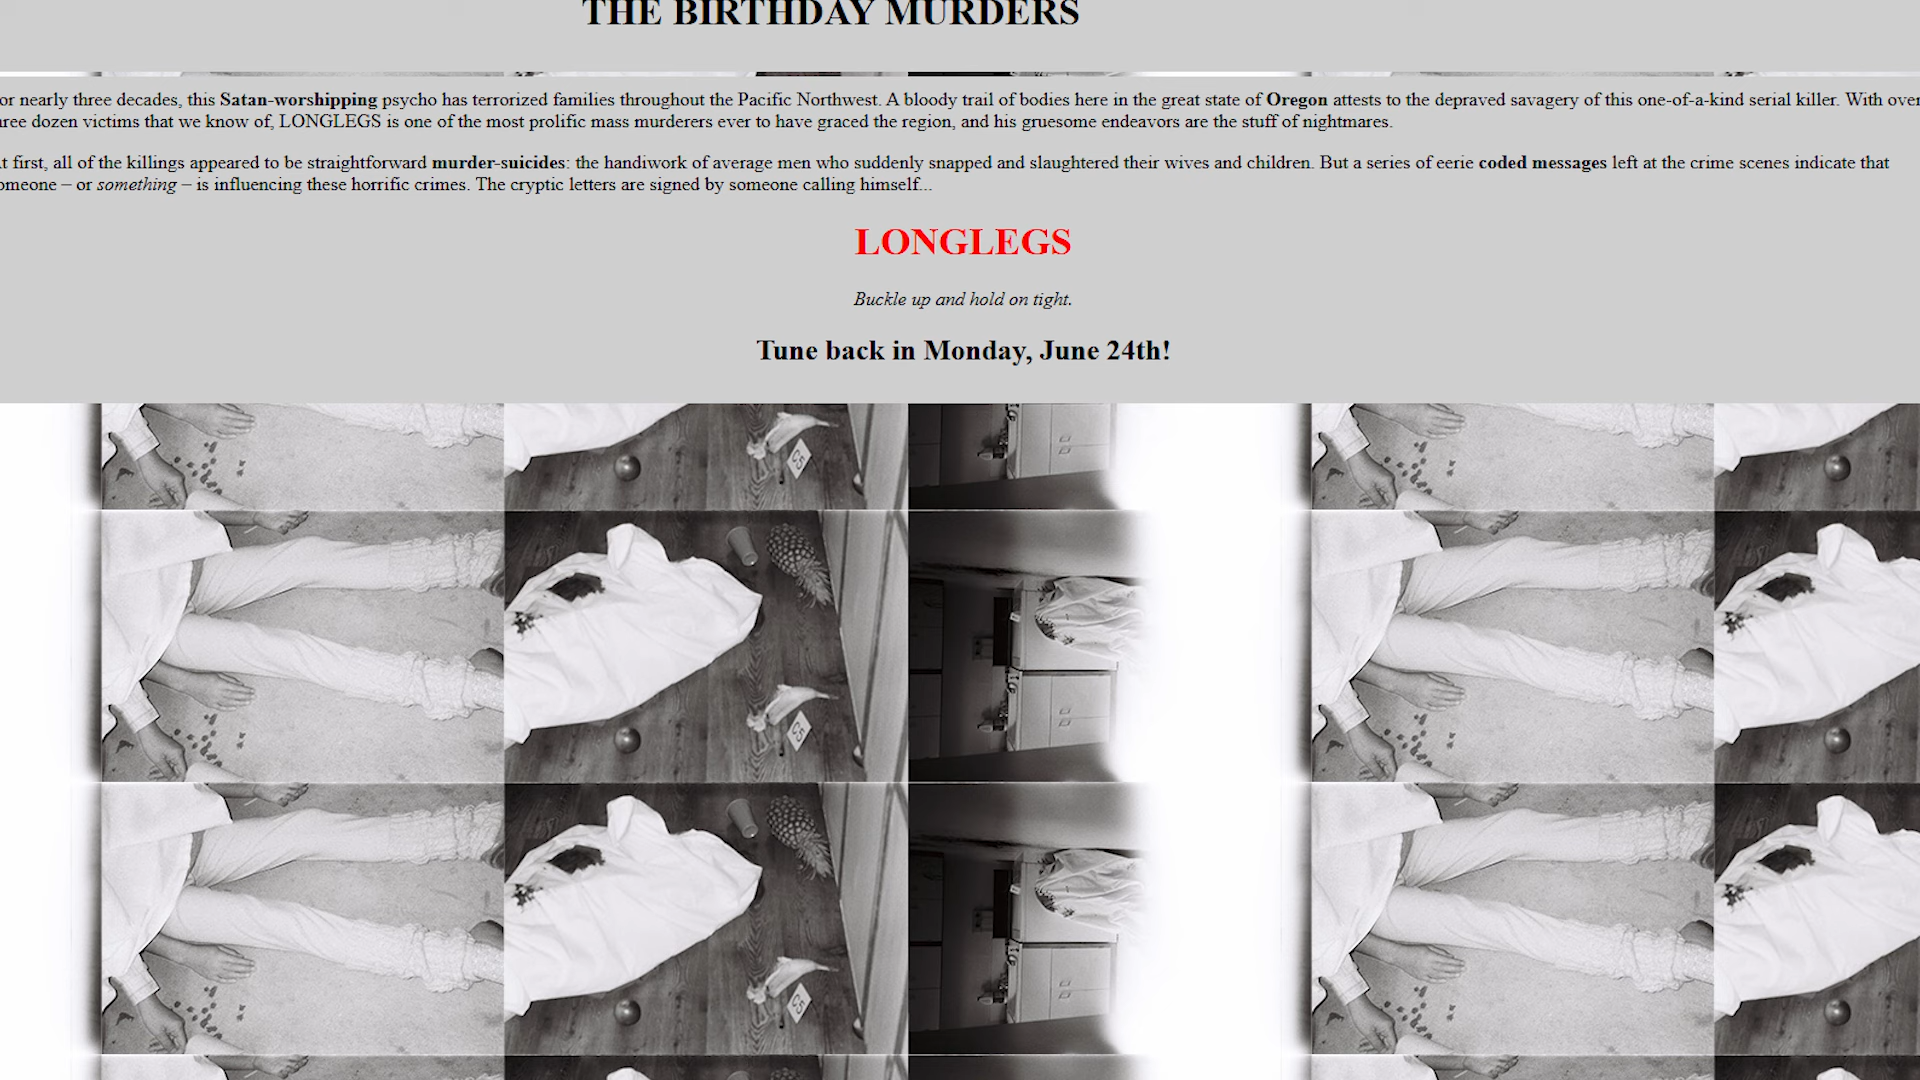 THE BIRTHDAY MURDERS
or nearly three decades, this Satan-worshipping psycho has terrorized families throughout the Pacific Northwest. A bloody trail of bodies here in the great state of Oregon attests to the depraved savagery of this one-of-a-kind serial killer. With over
ree dozen victims that we know of, LONGLEGS is one of the most prolific mass murderers ever to have graced the region, and his gruesome endeavors are the stuff of nightmares.
t first, all of the killings appeared to be straightforward murder-suicides: the handiwork of average men who suddenly snapped and slaughtered their wives and children. But a series of eerie coded messages left at the crime scenes indicate that
omeone – or something – is influencing these horrific crimes. The cryptic letters are signed by someone calling himself...
LONGLEGS
Buckle up and hold on tight.
Tune back in Monday, June 24th!
C5
C5
C5